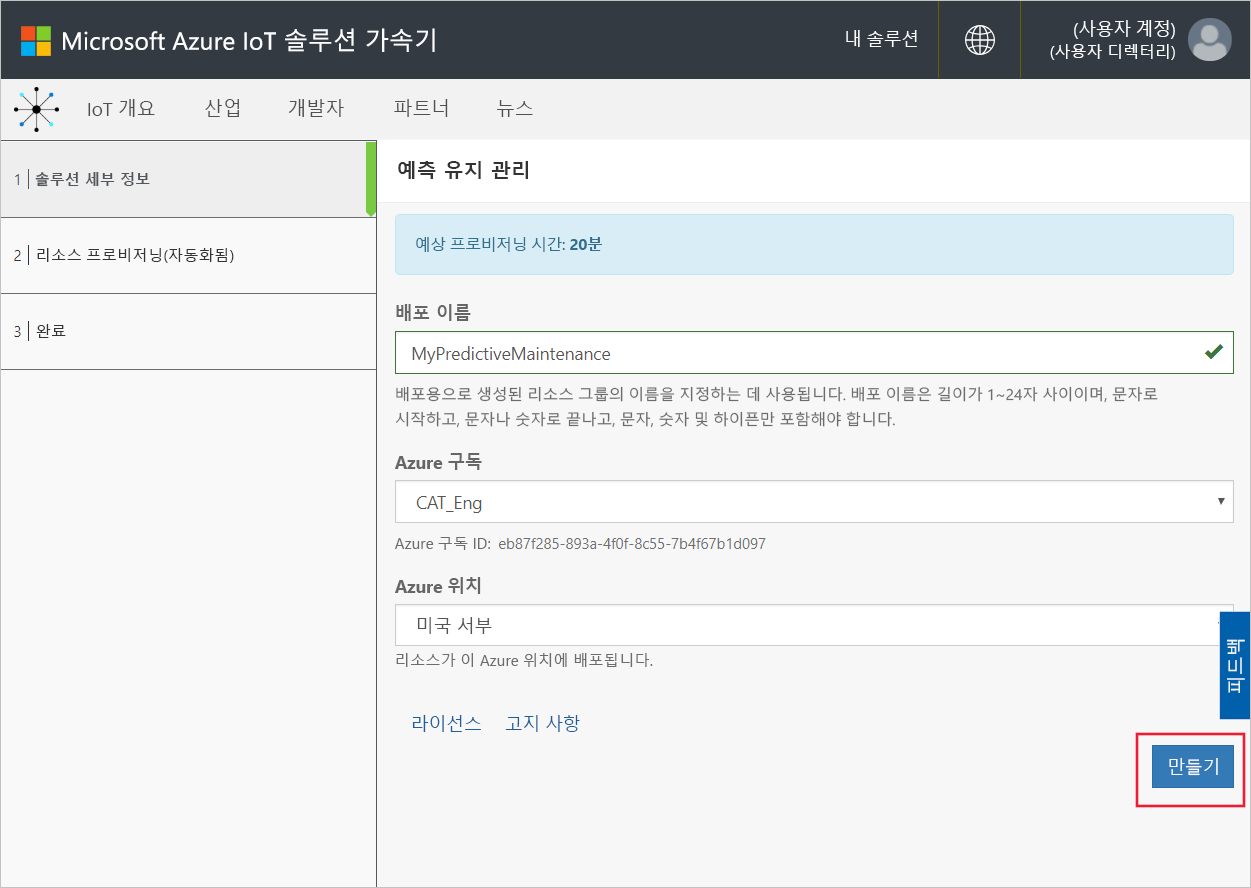 Microsoft Azure IoT 솔루션 가속기
내 솔루션
(사용자 계정)
(사용자 디렉터리)
IoT 개요 산업 개발자 파트너 뉴스
1 솔루션 세부 정보
2 리소스 프로비저닝(자동화됨)
3 완료
예측 유지 관리
예상 프로비저닝 시간: 20분
배포 이름
MyPredictiveMaintenance
배포용으로 생성된 리소스 그룹의 이름을 지정하는 데 사용됩니다. 배포 이름은 길이가 1~24자 사이이며, 문자로
시작하고, 문자나 숫자로 끝나고, 문자, 숫자 및 하이픈만 포함해야 합니다.
Azure 구독
CAT_Eng
Azure 구독 ID: eb87f285-893a-4f0f-8c55-7b4f67b1d097
Azure 위치
미국 서부
리소스가 이 Azure 위치에 배포됩니다.
피드백
라이선스 고지 사항
만들기